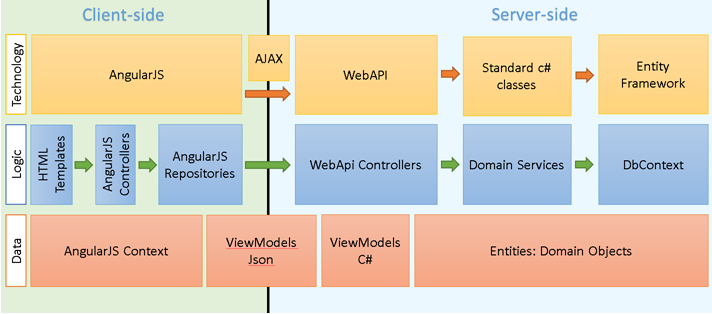 Client-side
Server-side
Technology
AngularJS
AJAX
WebAPI
Standard c#
classes
Entity
Framework
Logic
HTML
Templates
AngularJS
Controllers
AngularJS
Repositories
WebApi Controllers
Domain Services
DbContext
Data
AngularJS Context
ViewModels
Json
ViewModels
C#
Entities: Domain Objects